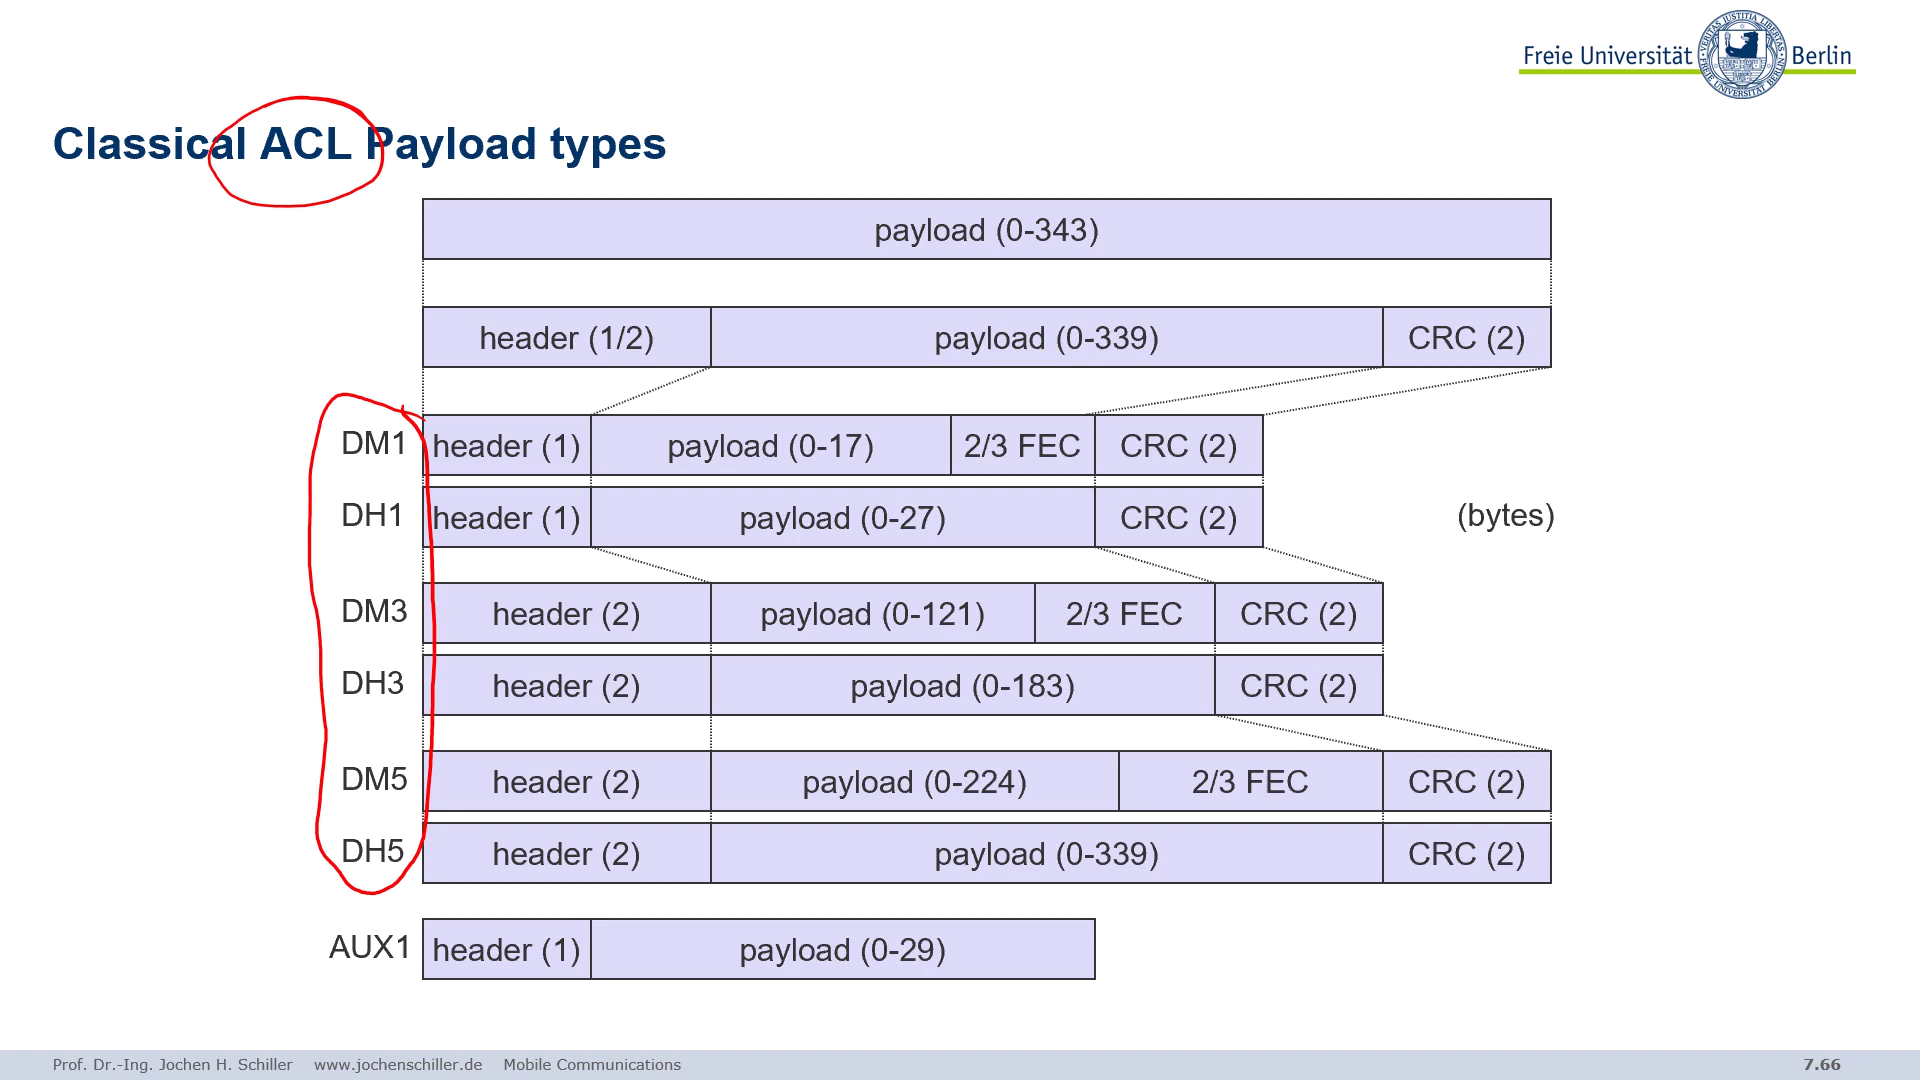 Freie Universität Berlin
Classical ACL Payload types
payload (0-343)
header (1/2) payload (0-339) CRC (2)
DM1 header (1) payload (0-17) 2/3 FEC CRC (2)
DH1 header (1) payload (0-27) CRC (2) (bytes)
DM3 header (2) payload (0-121) 2/3 FEC CRC (2)
DH3 header (2) payload (0-183) CRC (2)
DM5 header (2) payload (0-224) 2/3 FEC CRC (2)
DH5 header (2) payload (0-339) CRC (2)
AUX1 header (1) payload (0-29)
Prof. Dr.-Ing. Jochen H. Schiller www.jochenschiller.de Mobile Communications 7.66